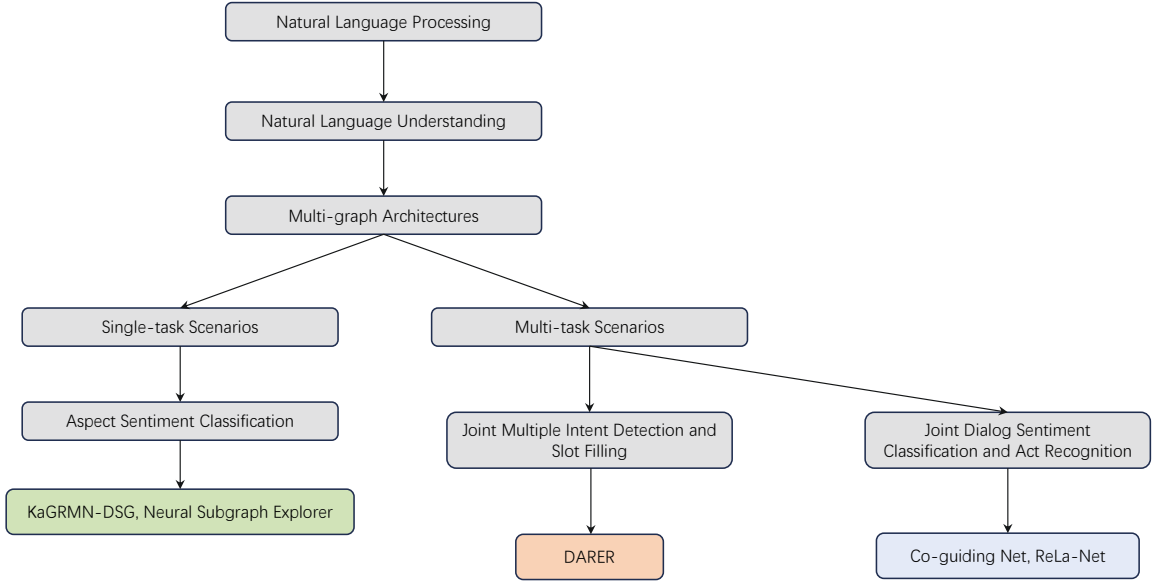 Natural Language Processing
Natural Language Understanding
Multi-graph Architectures
Single-task Scenarios
Multi-task Scenarios
Aspect Sentiment Classification
Joint Multiple Intent Detection and
Slot Filling
Joint Dialog Sentiment
Classification and Act Recognition
KaGRMN-DSG, Neural Subgraph Explorer
DARER
Co-guiding Net, ReLa-Net